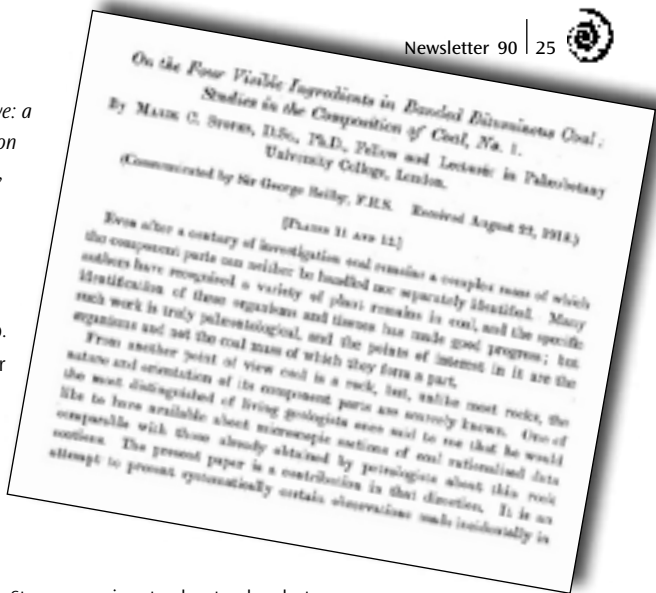 Newsletter 90 | 25
On the Four Visible Ingredients in Banded Bituminous Coal:
Studies in the Composition of Coal, No. 1.
By Marie C. Stopes, D.Sc., Ph.D., Fellow and Lecturer in Palæobotany
University College, London.
(Communicated by Sir George Beilby, F.R.S. Received August 22, 1918.)
[Plates 11 and 12.]
Even after a century of investigation coal remains a complex mass of which
the component parts can neither be handled nor separately identified. Many
authors have recognised a variety of plant remains in coal, and the specific
identification of these organisms and tissues has made good progress; but
such work is truly palæontological, and the points of interest in it are the
organisms and not the coal mass of which they form a part.
From another point of view coal is a rock, but, unlike most rocks, the
nature and orientation of its component parts are scarcely known. One of
the most distinguished of living geologists once said to me that he would
like to have available about microscopic sections of coal rationalised data
comparable with those already obtained by petrologists about thin rock
sections. The present paper is a contribution in that direction. It is an
attempt to present systematically certain observations made incidentally in
ve: a
on